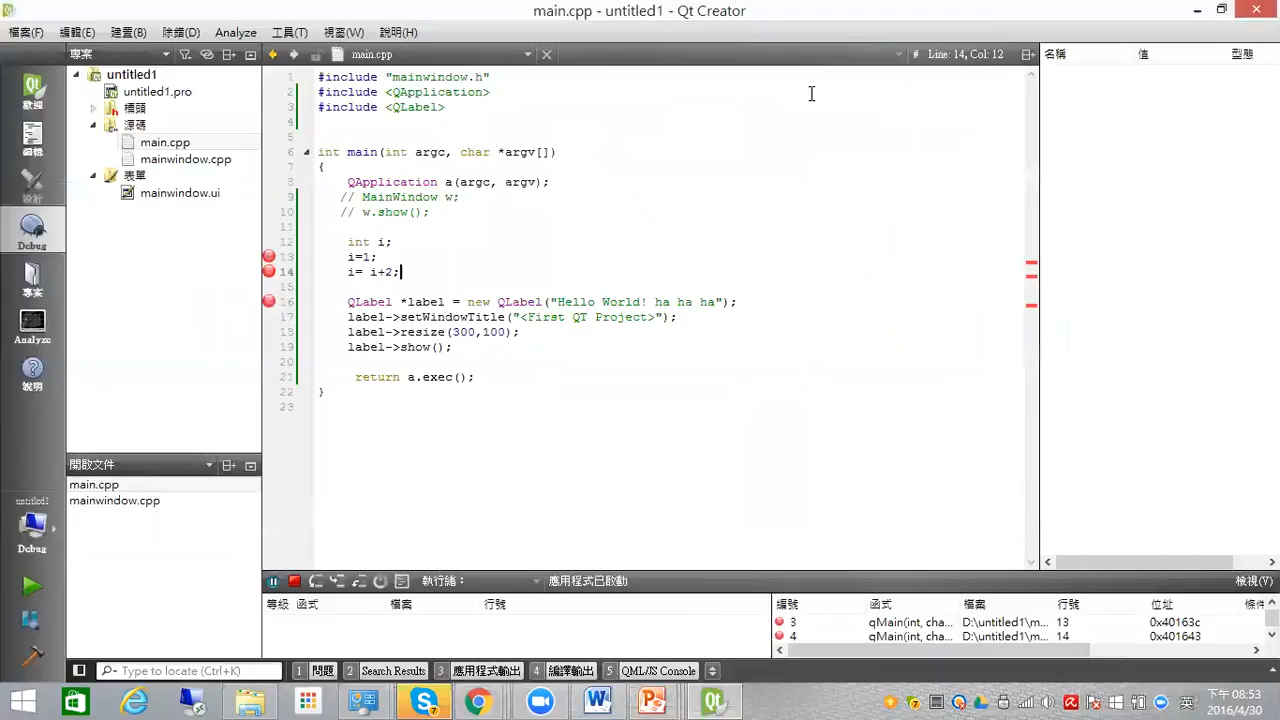 main.cpp - untitled1 - Qt Creator
檔案(F) 編輯(E) 建置(B) 除錯(D) Analyze 工具(T) 視窗(W) 說明(H)
專案
main.cpp
# Line: 14, Col: 12
名稱 值 型態
untitled1
untitled1.pro
標頭
源碼
main.cpp
mainwindow.cpp
表單
mainwindow.ui
歡迎
編輯
設計
Debug
專案
Analyze
說明
1 #include "mainwindow.h"
2 #include <QApplication>
3 #include <QLabel>
4
5
6 int main(int argc, char *argv[])
7 {
8 QApplication a(argc, argv);
9 // MainWindow w;
10 // w.show();
11
12 int i;
13 i=1;
14 i= i+2;
15
16 QLabel *label = new QLabel("Hello World! ha ha ha");
17 label->setWindowTitle("<First QT Project>");
18 label->resize(300,100);
19 label->show();
20
21 return a.exec();
22 }
23
開啟文件
main.cpp
mainwindow.cpp
untitled1
Debug
執行緒： 應用程式已啟動 檢視(V)
等級 函式 檔案 行號
編號 函式 檔案 行號 位址 條件
3 qMain(int, cha... D:\untitled1\m... 13 0x40163c
4 qMain(int, cha... D:\untitled1\m... 14 0x401643
Type to locate (Ctrl+K) 1 問題 2 Search Results 3 應用程式輸出 4 編譯輸出 5 QML/JS Console
英
下午 08:53
2016/4/30